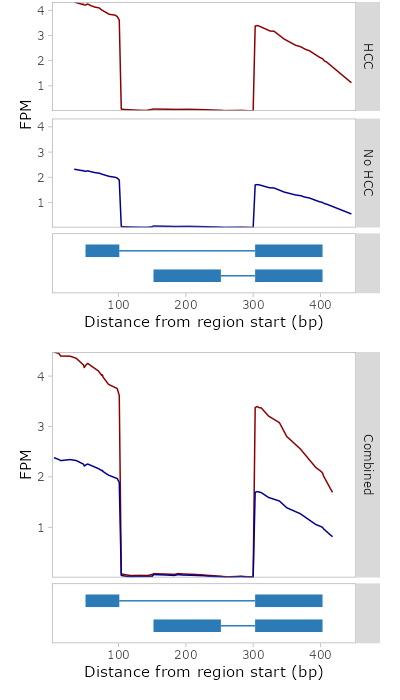 4
3
2
1
HCC
FPM
4
3
2
1
No HCC
100
200
300
400
Distance from region start (bp)
4
3
2
1
FPM
Combined
100
200
300
400
Distance from region start (bp)